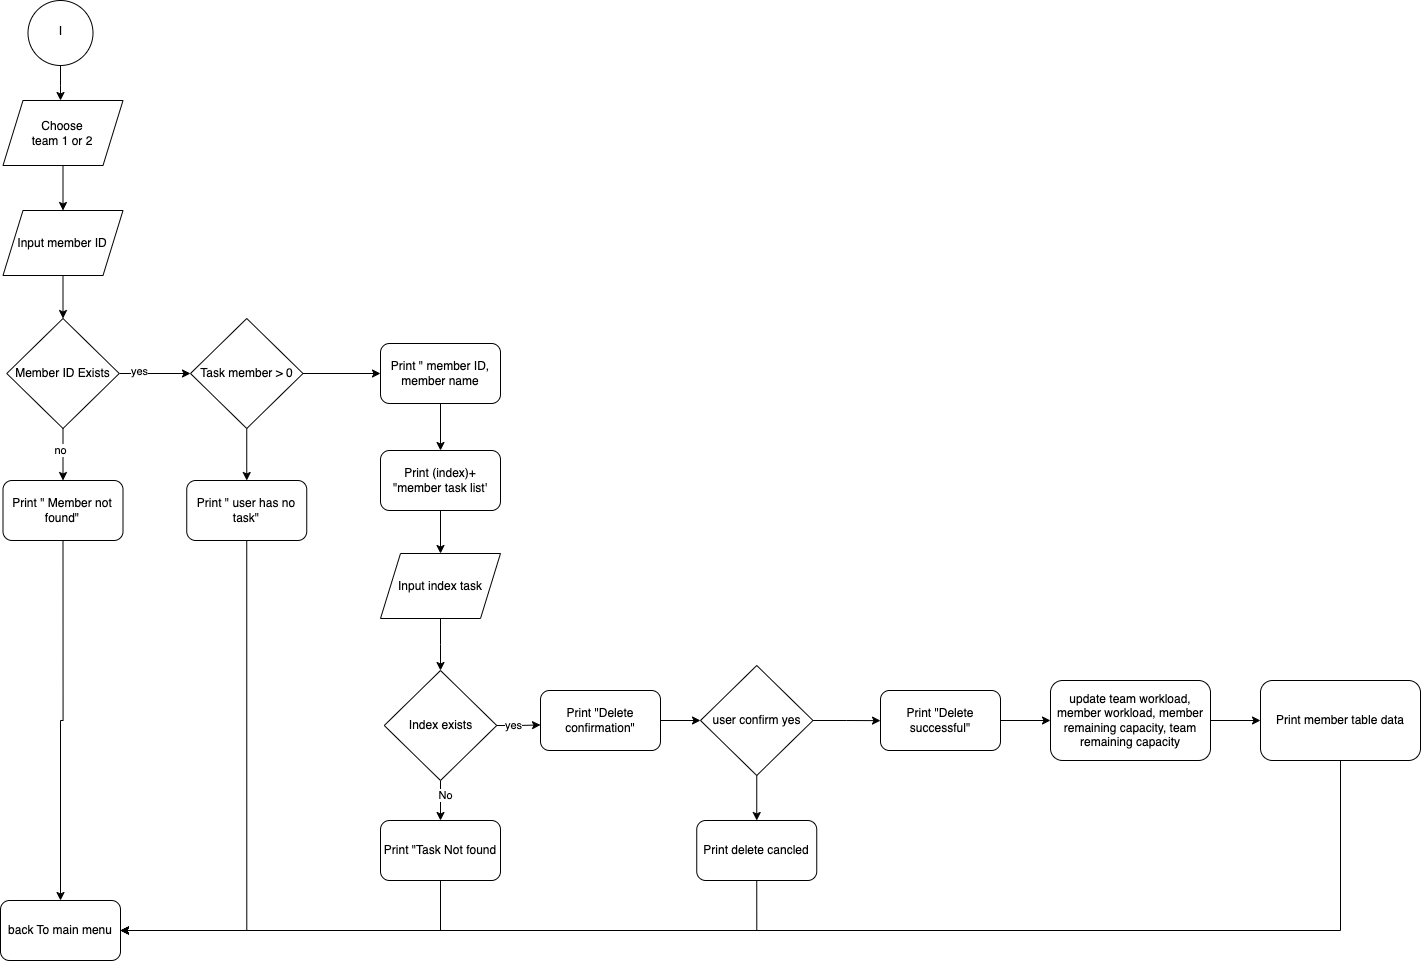 I
Choose
team 1 or 2
Input member ID
Member ID Exists
yes
Task member > 0
Print " member ID,
member name
no
Print " Member not
found"
Print " user has no
task"
Print (index)+
"member task list'
Input index task
Index exists
yes
Print "Delete
confirmation"
user confirm yes
Print "Delete
successful"
update team workload,
member workload, member
remaining capacity, team
remaining capacity
Print member table data
No
Print "Task Not found
Print delete cancled
back To main menu